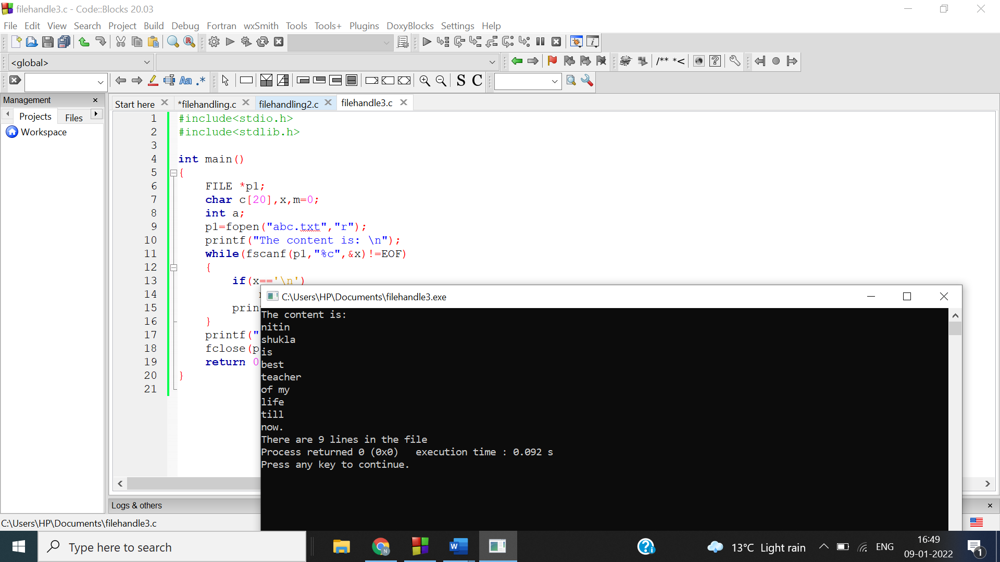 filehandle3.c - Code::Blocks 20.03
File Edit View Search Project Build Debug Fortran wxSmith Tools Tools+ Plugins DoxyBlocks Settings Help
<global>
/** *<
S C
Management
Start here
*filehandling.c
filehandling2.c
filehandle3.c
Projects
Files
Workspace
1 #include<stdio.h>
2 #include<stdlib.h>
3
4 int main()
5 {
6 FILE *p1;
7 char c[20],x,m=0;
8 int a;
9 p1=fopen("abc.txt","r");
10 printf("The content is: \n");
11 while(fscanf(p1,"%c",&x)!=EOF)
12 {
13 if(x=='\n')
14
15 prin
16 }
17 printf("
18 fclose(p
19 return 0
20 }
21
C:\Users\HP\Documents\filehandle3.exe
The content is:
nitin
shukla
is
best
teacher
of my
life
till
now.
There are 9 lines in the file
Process returned 0 (0x0) execution time : 0.092 s
Press any key to continue.
Logs & others
C:\Users\HP\Documents\filehandle3.c
Type here to search
13°C Light rain
ENG
16:49
09-01-2022
1